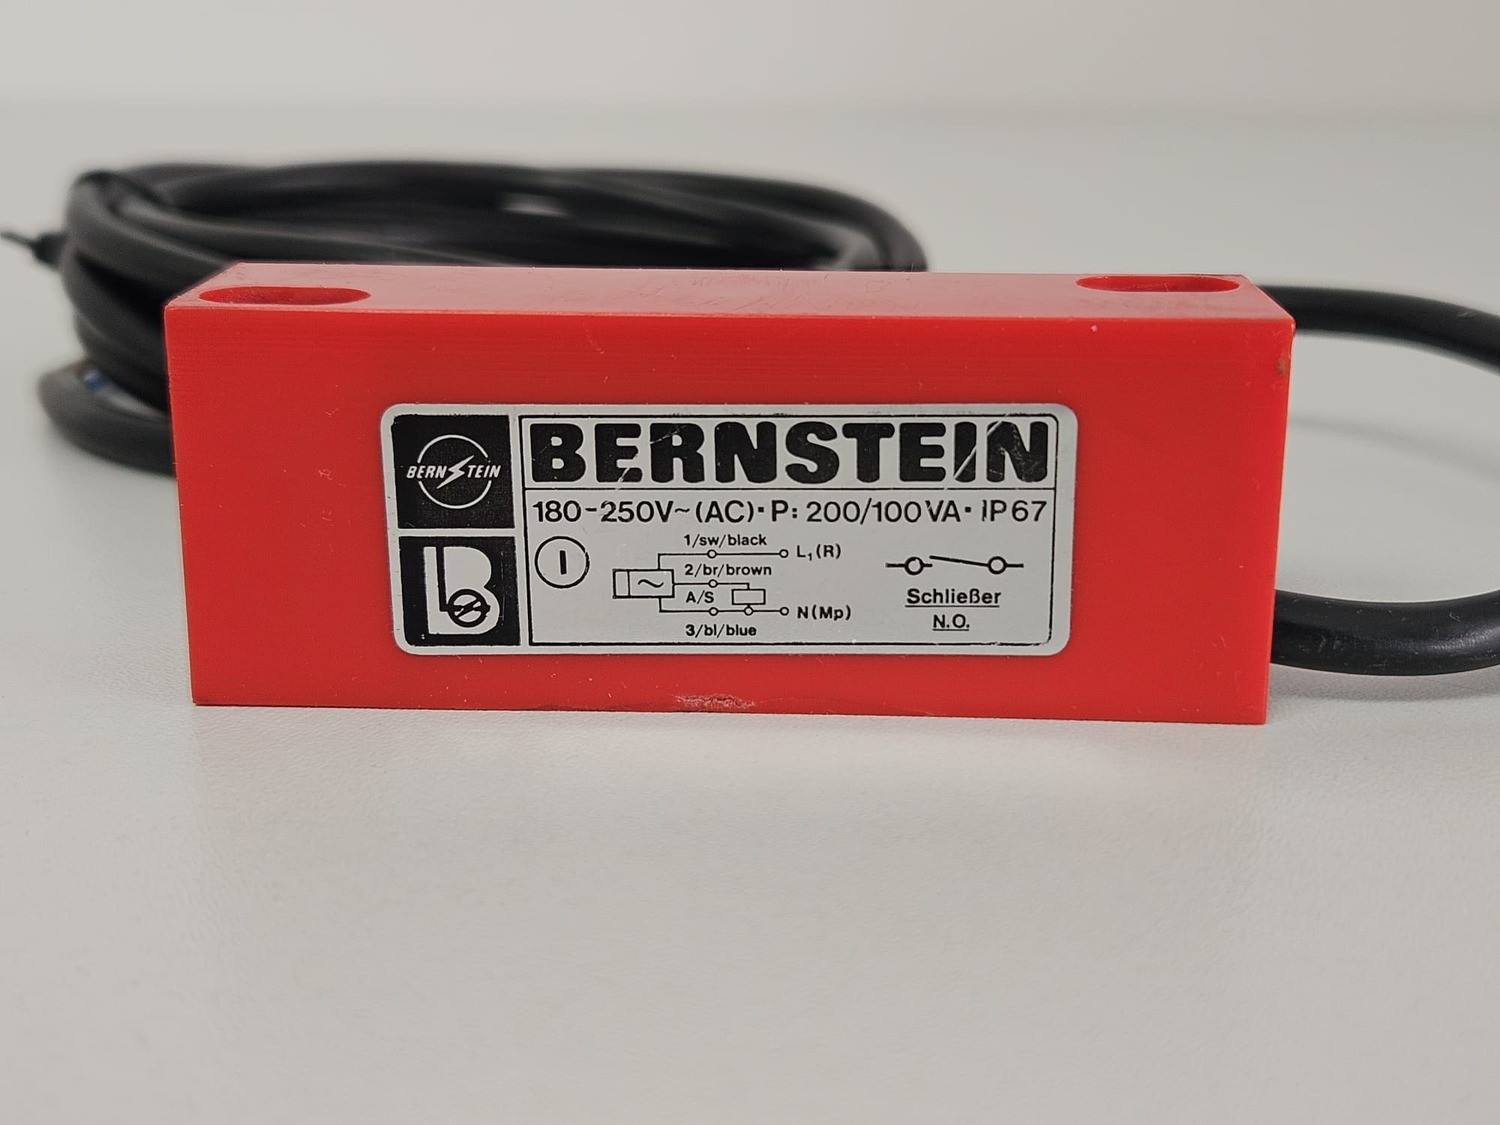 BERNSTEIN
BERNSTEIN
180-250V~(AC)·P: 200/100VA·IP67
1/sw/black
L1(R)
I
2/br/brown
A/S
N(Mp)
3/bl/blue
Schließer
N.O.
B